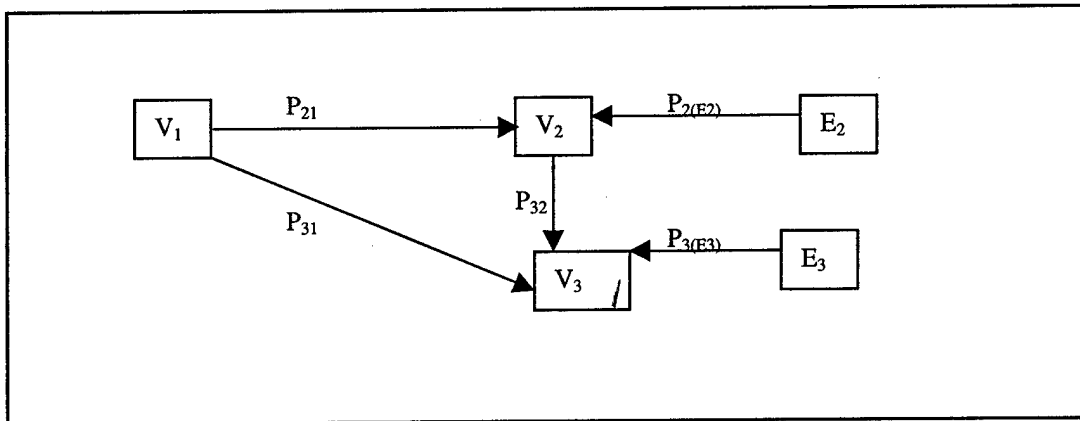 P₂₁
P₂(E2)
V₁
V₂
E₂
P₃₂
P₃₁
P₃(E3)
V₃
E₃